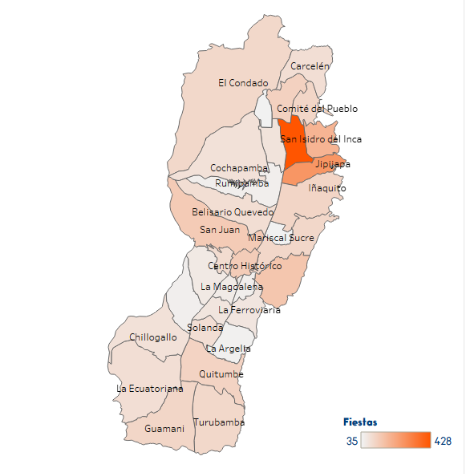 Carcelén
El Condado
Comité del Pueblo
San Isidro del Inca
Jipijapa
Cochapamba
Rumipamba
Iñaquito
Belisario Quevedo
San Juan
Mariscal Sucre
Centro Histórico
La Magdalena
La Ferroviaria
Solanda
Chillogallo
La Argelia
Quitumbe
La Ecuatoriana
Turubamba
Guamaní
Fiestas
35 428